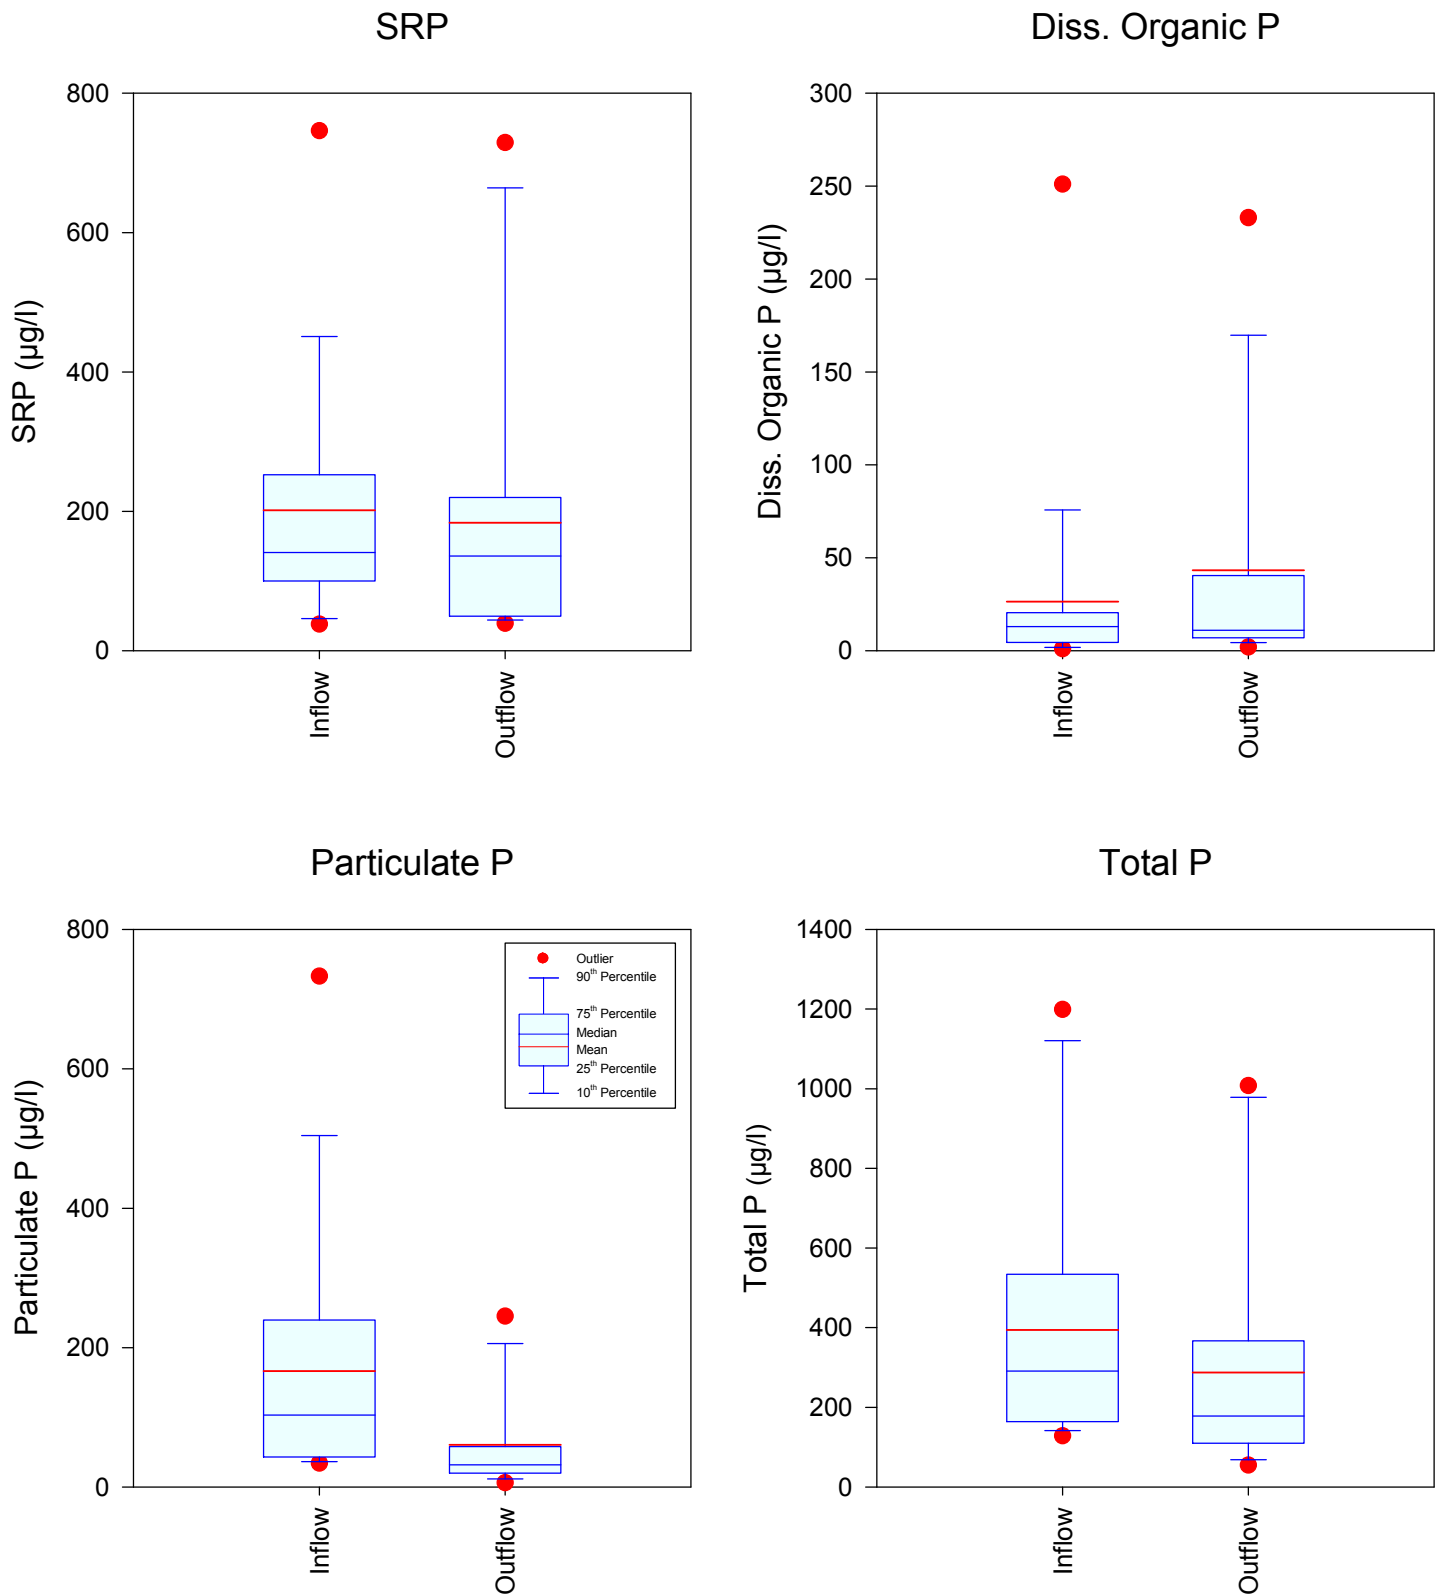 SRP
800
600
400
200
0
SRP (µg/l)
Inflow
Outflow
Diss. Organic P
300
250
200
150
100
50
0
Diss. Organic P (µg/l)
Inflow
Outflow
Particulate P
800
600
400
200
0
Particulate P (µg/l)
Outlier
90th Percentile
75th Percentile
Median
Mean
25th Percentile
10th Percentile
Inflow
Outflow
Total P
1400
1200
1000
800
600
400
200
0
Total P (µg/l)
Inflow
Outflow